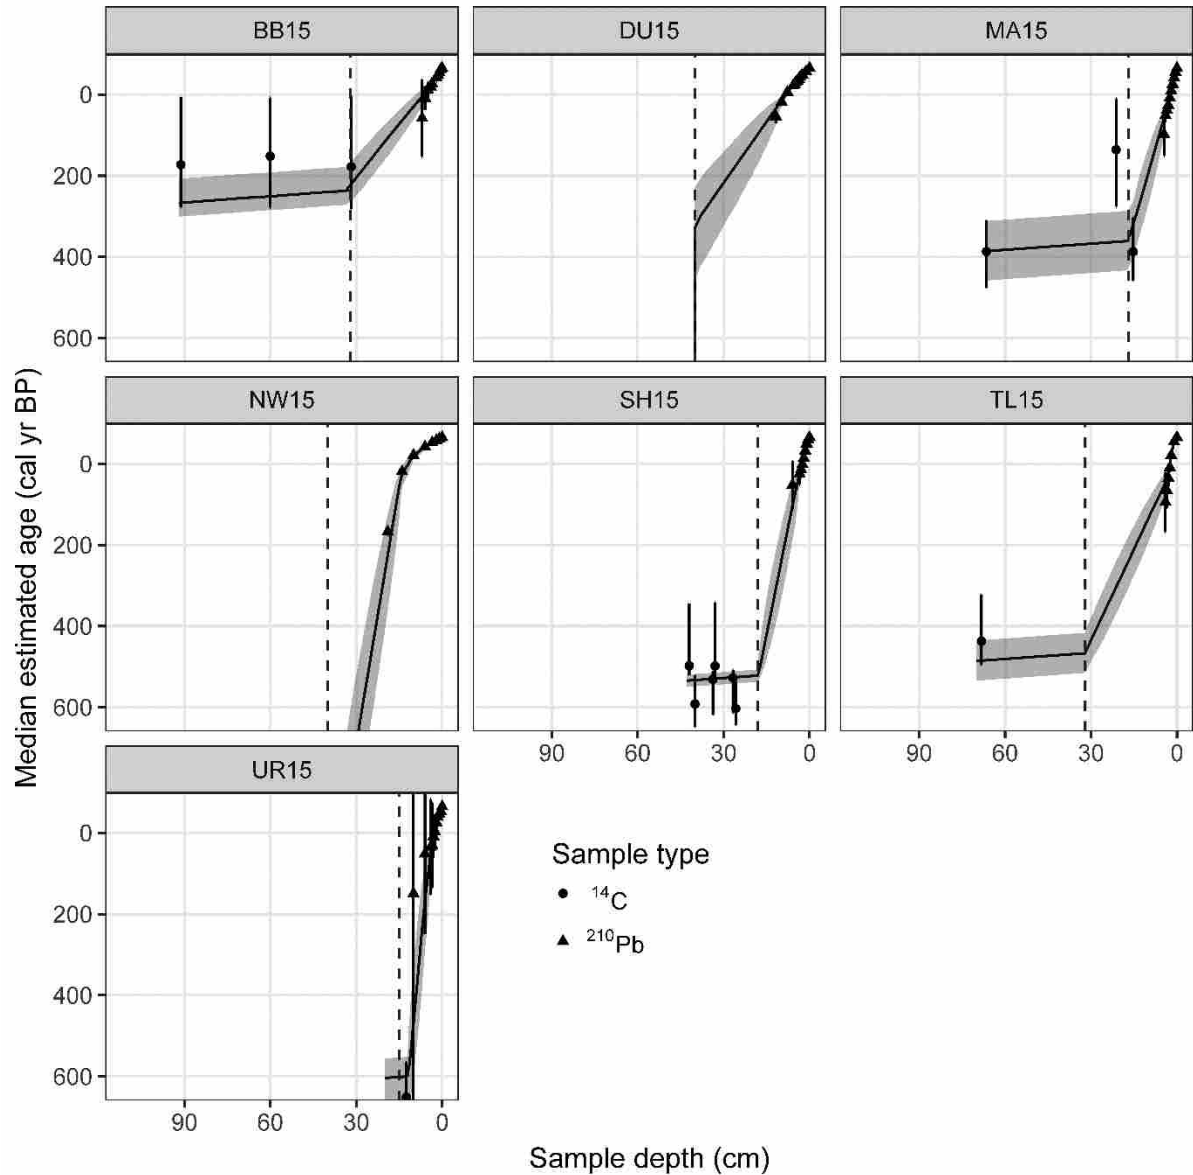 BB15 DU15 MA15
0
200
400
600
NW15 SH15 TL15
0
200
400
600
90 60 30 0 90 60 30 0
UR15
0
200
400
600
90 60 30 0
Median estimated age (cal yr BP)
Sample type
¹⁴C
²¹⁰Pb
Sample depth (cm)